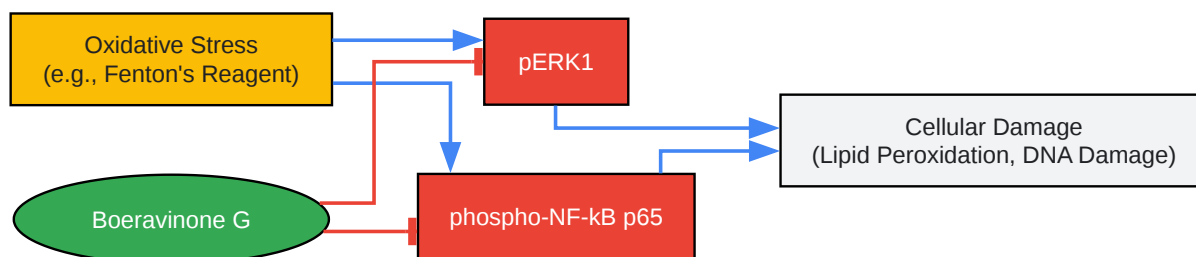 Oxidative Stress
(e.g., Fenton's Reagent)
pERK1
Cellular Damage
(Lipid Peroxidation, DNA Damage)
Boeravinone G
phospho-NF-kB p65